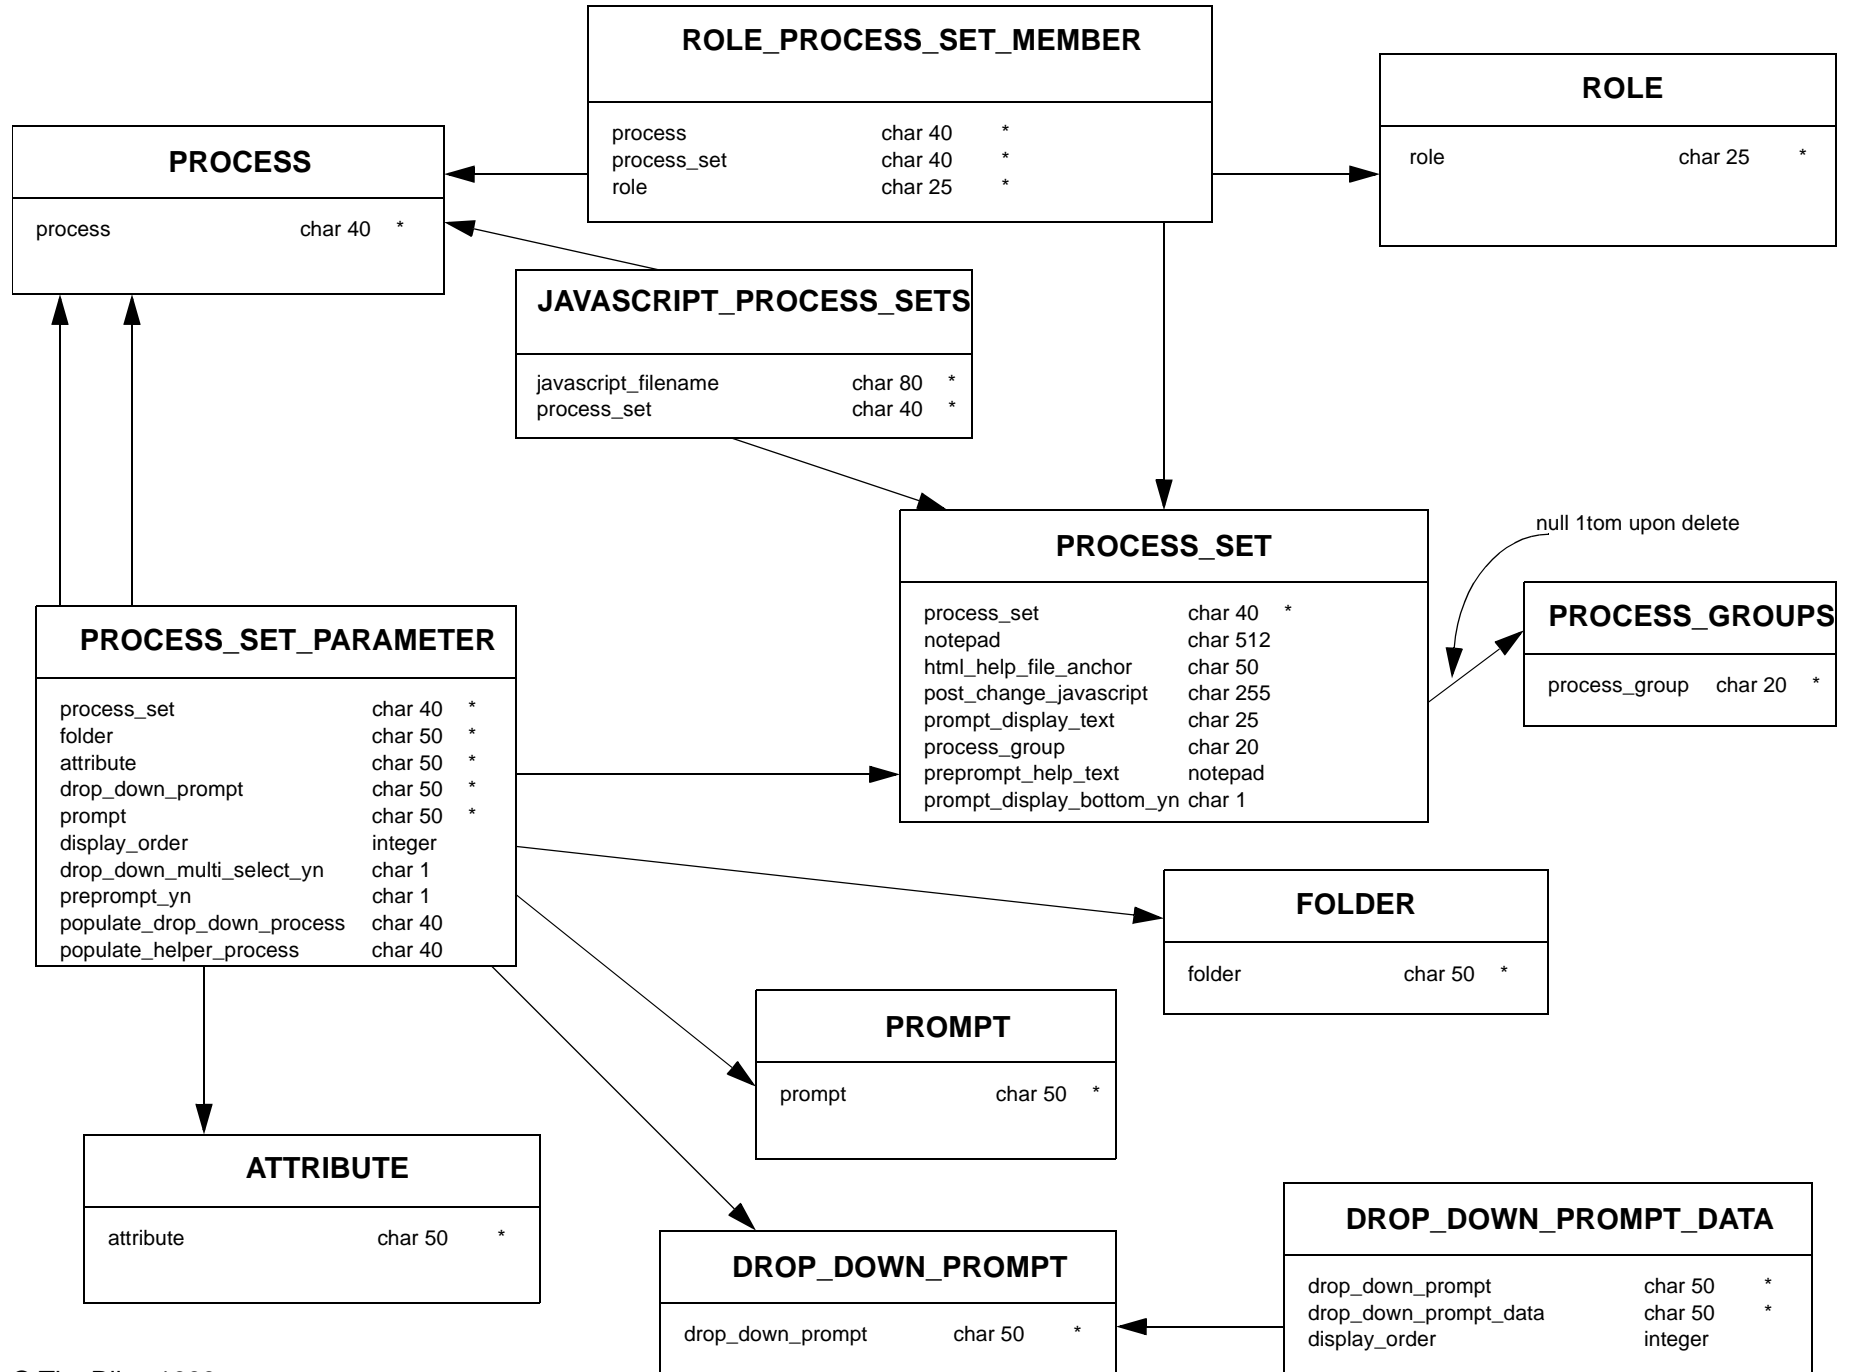 ROLE_PROCESS_SET_MEMBER
process char 40 *
process_set char 40 *
role char 25 *
ROLE
role char 25 *
PROCESS
process char 40 *
JAVASCRIPT_PROCESS_SETS
javascript_filename char 80 *
process_set char 40 *
PROCESS_SET
process_set char 40 *
notepad char 512
html_help_file_anchor char 50
post_change_javascript char 255
prompt_display_text char 25
process_group char 20
preprompt_help_text notepad
prompt_display_bottom_yn char 1
null 1tom upon delete
PROCESS_GROUPS
process_group char 20 *
PROCESS_SET_PARAMETER
process_set char 40 *
folder char 50 *
attribute char 50 *
drop_down_prompt char 50 *
prompt char 50 *
display_order integer
drop_down_multi_select_yn char 1
preprompt_yn char 1
populate_drop_down_process char 40
populate_helper_process char 40
FOLDER
folder char 50 *
PROMPT
prompt char 50 *
ATTRIBUTE
attribute char 50 *
DROP_DOWN_PROMPT
drop_down_prompt char 50 *
DROP_DOWN_PROMPT_DATA
drop_down_prompt char 50 *
drop_down_prompt_data char 50 *
display_order integer